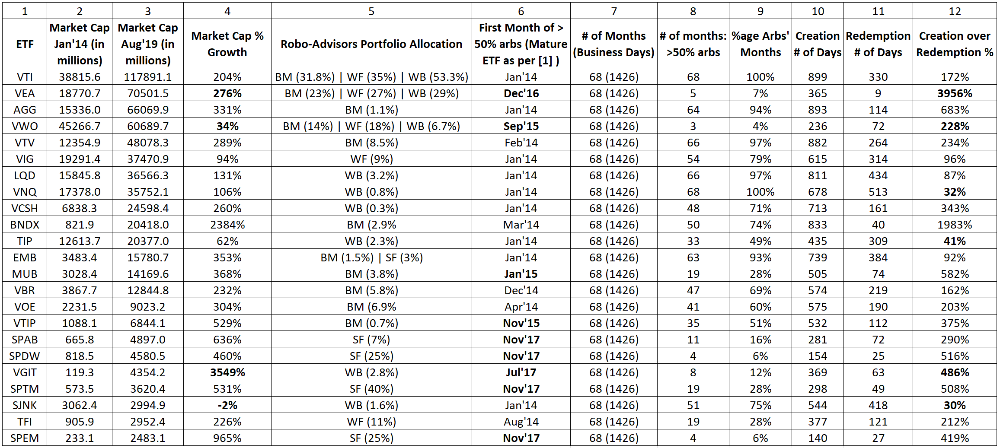 1 2 3 4 5 6 7 8 9 10 11 12
ETF Market Cap Jan'14 (in millions) Market Cap Aug'19 (in millions) Market Cap % Growth Robo-Advisors Portfolio Allocation First Month of > 50% arbs (Mature ETF as per [1] ) # of Months (Business Days) # of months: >50% arbs %age Arbs' Months Creation # of Days Redemption # of Days Creation over Redemption %
VTI 38815.6 117891.1 204% BM (31.8%) | WF (35%) | WB (53.3%) Jan'14 68 (1426) 68 100% 899 330 172%
VEA 18770.7 70501.5 276% BM (23%) | WF (27%) | WB (29%) Dec'16 68 (1426) 5 7% 365 9 3956%
AGG 15336.0 66069.9 331% BM (1.1%) Jan'14 68 (1426) 64 94% 893 114 683%
VWO 45266.7 60689.7 34% BM (14%) | WF (18%) | WB (6.7%) Sep'15 68 (1426) 3 4% 236 72 228%
VTV 12354.9 48078.3 289% BM (8.5%) Feb'14 68 (1426) 66 97% 882 264 234%
VIG 19291.4 37470.9 94% WF (9%) Jan'14 68 (1426) 54 79% 615 314 96%
LQD 15845.8 36566.3 131% WB (3.2%) Jan'14 68 (1426) 66 97% 811 434 87%
VNQ 17378.0 35752.1 106% WB (0.8%) Jan'14 68 (1426) 68 100% 678 513 32%
VCSH 6838.3 24598.4 260% WB (0.3%) Jan'14 68 (1426) 48 71% 713 161 343%
BNDX 821.9 20418.0 2384% BM (2.9% Mar'14 68 (1426) 50 74% 833 40 1983%
TIP 12613.7 20377.0 62% WB (2.3%) Jan'14 68 (1426) 33 49% 435 309 41%
EMB 3483.4 15780.7 353% BM (1.5%) | SF (3%) Jan'14 68 (1426) 63 93% 739 384 92%
MUB 3028.4 14169.6 368% BM (3.8%) Jan'15 68 (1426) 19 28% 505 74 582%
VBR 3867.7 12844.8 232% BM (5.8%) Dec'14 68 (1426) 47 69% 574 219 162%
VOE 2231.5 9023.2 304% BM (6.9% Apr'14 68 (1426) 41 60% 575 190 203%
VTIP 1088.1 6844.1 529% BM (0.7%) Nov'15 68 (1426) 35 51% 532 112 375%
SPAB 665.8 4897.0 636% SF (7%) Nov'17 68 (1426) 11 16% 281 72 290%
SPDW 818.5 4580.5 460% SF (25%) Nov'17 68 (1426) 4 6% 154 25 516%
VGIT 119.3 4354.2 3549% WB (2.8%) Jul'17 68 (1426) 8 12% 369 63 486%
SPTM 573.5 3620.4 531% SF (40%) Nov'17 68 (1426) 19 28% 298 49 508%
SJNK 3062.4 2994.9 -2% WB (1.6%) Jan'14 68 (1426) 51 75% 544 418 30%
TFI 905.9 2952.4 226% WF (11%) Aug'14 68 (1426) 19 28% 377 121 212%
SPEM 233.1 2483.1 965% SF (25%) Nov'17 68 (1426) 4 6% 140 27 419%